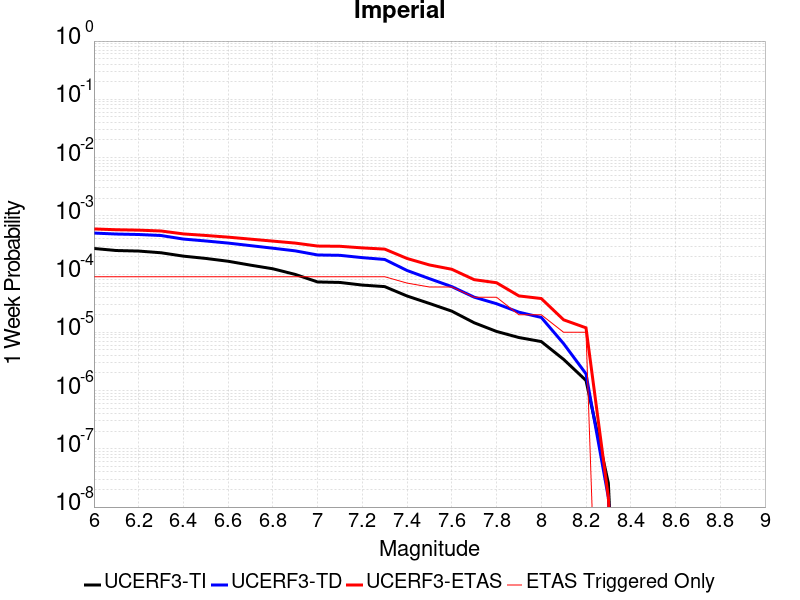 Imperial
10^0
10^-1
10^-2
10^-3
10^-4
10^-5
10^-6
10^-7
10^-8
1 Week Probability
6 6.2 6.4 6.6 6.8 7 7.2 7.4 7.6 7.8 8 8.2 8.4 8.6 8.8 9
Magnitude
UCERF3-TI UCERF3-TD UCERF3-ETAS ETAS Triggered Only